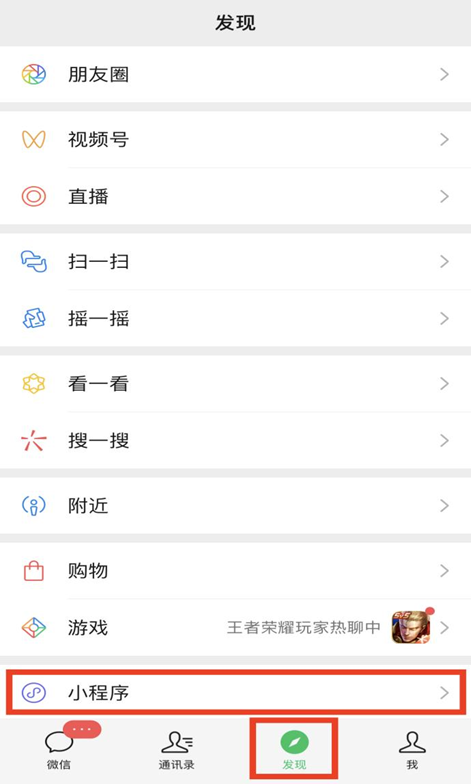 发现
朋友圈
视频号
直播
扫一扫
摇一摇
看一看
搜一搜
附近
购物
游戏 王者荣耀玩家热聊中
小程序
微信 通讯录 发现 我